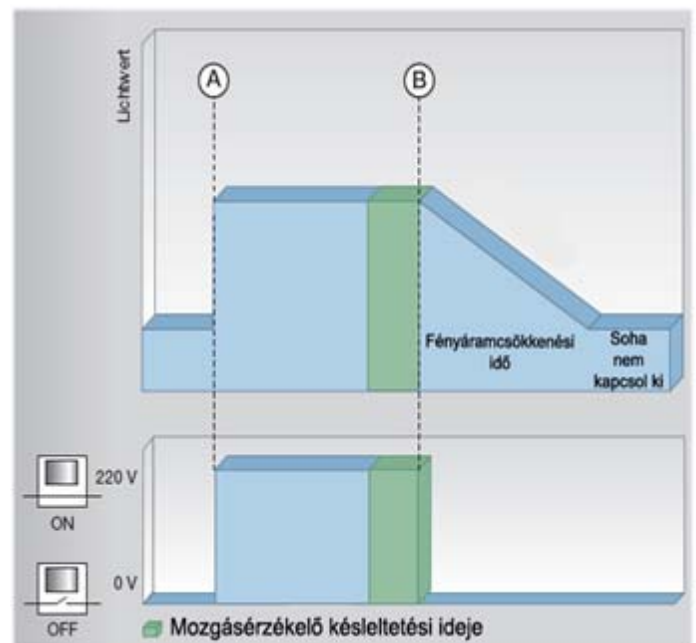 Lichtwert
A
B
Fényáramcsökkenési
idő
Soha
nem
kapcsol ki
220 V
ON
0 V
OFF
Mozgásérzékelő késleltetési ideje